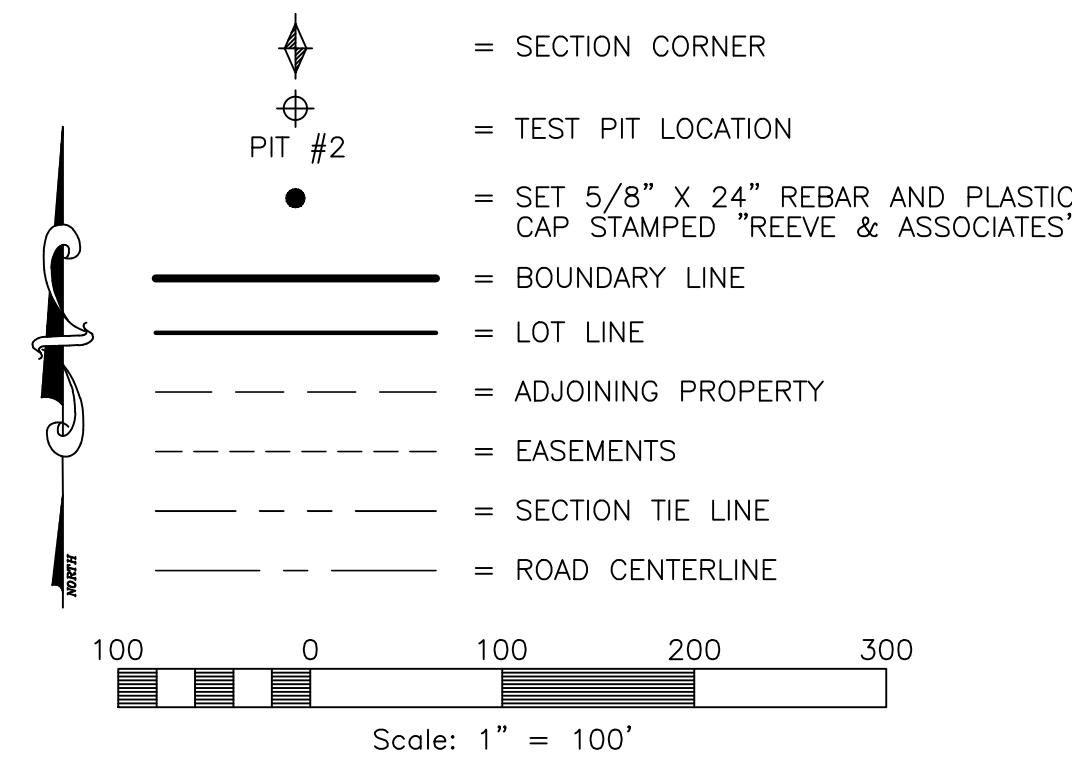 = SECTION CORNER
PIT #2
= TEST PIT LOCATION
= SET 5/8" X 24" REBAR AND PLASTIC
CAP STAMPED "REEVE & ASSOCIATES"
= BOUNDARY LINE
= LOT LINE
= ADJOINING PROPERTY
= EASEMENTS
= SECTION TIE LINE
= ROAD CENTERLINE
NORTH
100 0 100 200 300
Scale: 1" = 100'